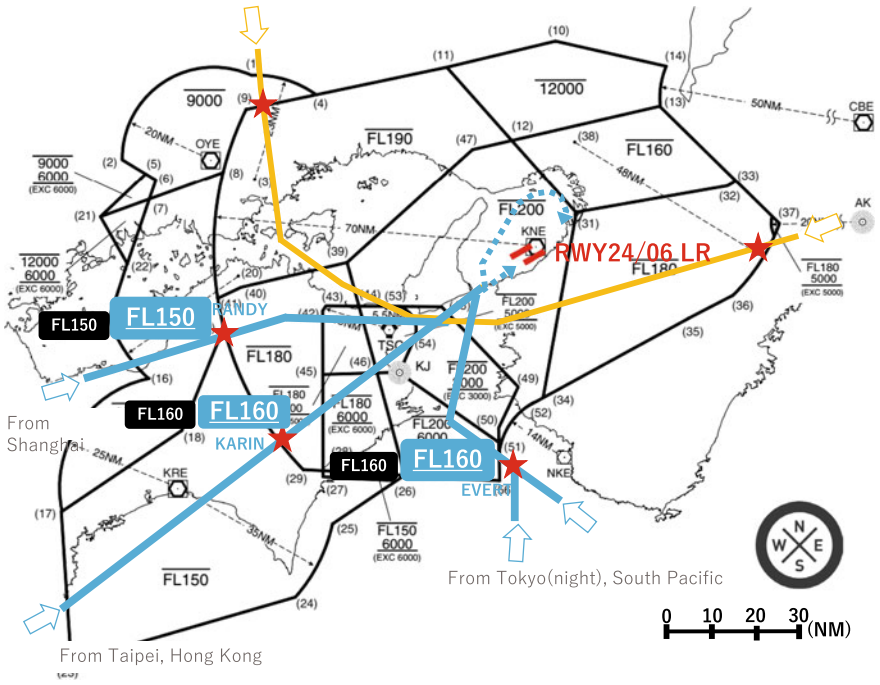 (10)
(11)
(14)
(1
9000
(9)
(4)
12000
50NM
CBE
(13)
20NM
OYE
FL190
(12)
(38)
(47)
FL160
9000
6000
(EXC 6000)
(2)
(5)
(6)
(8)
(3)
48NM
(33)
(32)
(7)
(21)
FL200
(31)
(37)
AK
70NM
KNE
RWY24/06 LR
(39)
FL180
FL180
5000
(EXC 5000)
12000
6000
(EXC 6000)
(22)
(20)
(40)
(41)
(43)
(53)
FL200
5000
(EXC 5000)
(36)
(35)
FL150
FL150
RANDY
(42)
TSC
(54)
FL180
(45)
(46)
KJ
FL200
(EXC 3000)
(49)
(34)
(52)
(16)
From
Shanghai
FL160
FL160
FL180
6000
(EXC 6000)
FL200
6000
(50)
(18)
KARIN
(51)
NKE
25NM
KRE
(28)
(29)
(27)
FL160
FL160
(26)
EVERT
(17)
35NM
(25)
FL150
6000
(EXC 6000)
N
W E
S
FL150
(24)
From Tokyo(night), South Pacific
0 10 20 30
(NM)
From Taipei, Hong Kong